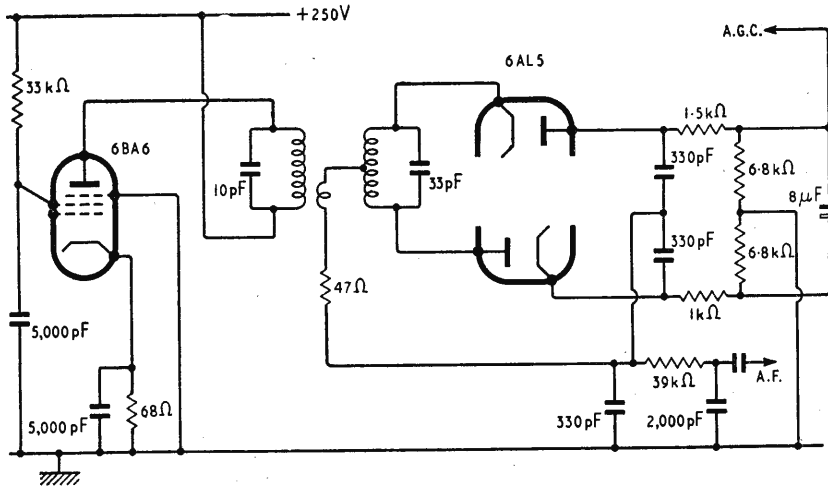 +250V
A.G.C.
6AL5
33kΩ
1·5kΩ
6BA6
10pF
33pF
330pF
6·8kΩ
8μF
330pF
6·8kΩ
47Ω
1kΩ
5,000pF
39kΩ
A.F.
5,000pF
68Ω
330pF
2,000pF